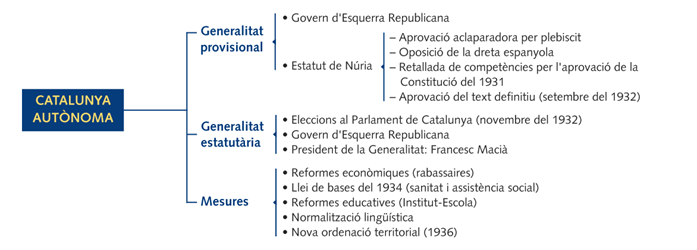 CATALUNYA
AUTÒNOMA
Generalitat
provisional
• Govern d'Esquerra Republicana
• Estatut de Núria
– Aprovació aclaparadora per plebiscit
– Oposició de la dreta espanyola
– Retallada de competències per l'aprovació de la
Constitució del 1931
– Aprovació del text definitiu (setembre del 1932)
Generalitat
estatutària
• Eleccions al Parlament de Catalunya (novembre del 1932)
• Govern d'Esquerra Republicana
• President de la Generalitat: Francesc Macià
Mesures
• Reformes econòmiques (rabassaires)
• Llei de bases del 1934 (sanitat i assistència social)
• Reformes educatives (Institut-Escola)
• Normalització lingüística
• Nova ordenació territorial (1936)